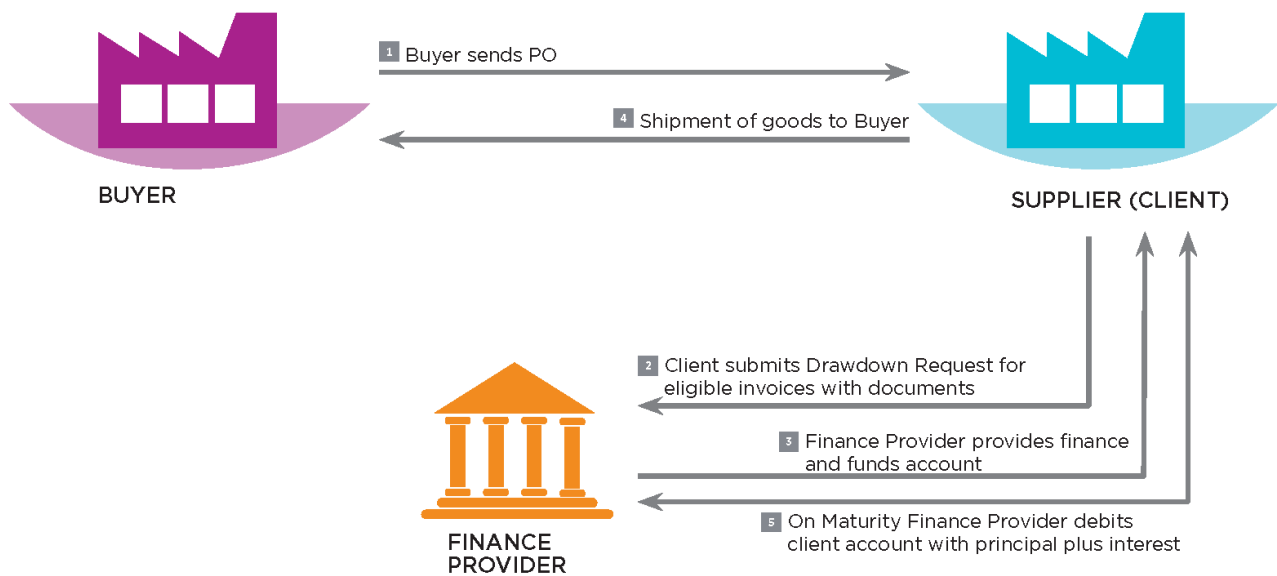 1 Buyer sends PO
4 Shipment of goods to Buyer
BUYER
SUPPLIER (CLIENT)
2 Client submits Drawdown Request for
eligible invoices with documents
3 Finance Provider provides finance
and funds account
5 On Maturity Finance Provider debits
client account with principal plus interest
FINANCE
PROVIDER